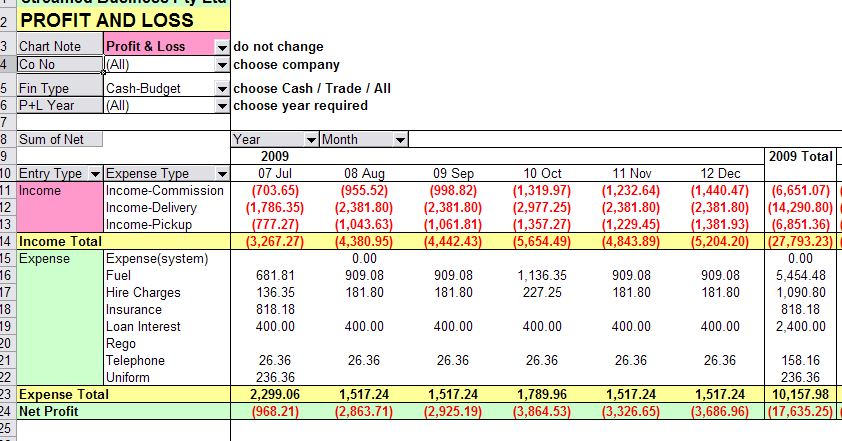 Streamed Business Pty Ltd
2 PROFIT AND LOSS
3 Chart Note Profit & Loss do not change
4 Co No (All) choose company
5 Fin Type Cash-Budget choose Cash / Trade / All
6 P+L Year (All) choose year required
7
8 Sum of Net Year Month
9 2009 2009 Total
10 Entry Type Expense Type 07 Jul 08 Aug 09 Sep 10 Oct 11 Nov 12 Dec
11 Income Income-Commission (703.65) (955.52) (998.82) (1,319.97) (1,232.64) (1,440.47) (6,651.07)
12 Income-Delivery (1,786.35) (2,381.80) (2,381.80) (2,977.25) (2,381.80) (2,381.80) (14,290.80)
13 Income-Pickup (777.27) (1,043.63) (1,061.81) (1,357.27) (1,229.45) (1,381.93) (6,851.36)
14 Income Total (3,267.27) (4,380.95) (4,442.43) (5,654.49) (4,843.89) (5,204.20) (27,793.23)
15 Expense Expense(system) 0.00 0.00
16 Fuel 681.81 909.08 909.08 1,136.35 909.08 909.08 5,454.48
17 Hire Charges 136.35 181.80 181.80 227.25 181.80 181.80 1,090.80
18 Insurance 818.18 818.18
19 Loan Interest 400.00 400.00 400.00 400.00 400.00 400.00 2,400.00
20 Rego
21 Telephone 26.36 26.36 26.36 26.36 26.36 26.36 158.16
22 Uniform 236.36 236.36
23 Expense Total 2,299.06 1,517.24 1,517.24 1,789.96 1,517.24 1,517.24 10,157.98
24 Net Profit (968.21) (2,863.71) (2,925.19) (3,864.53) (3,326.65) (3,686.96) (17,635.25)
25